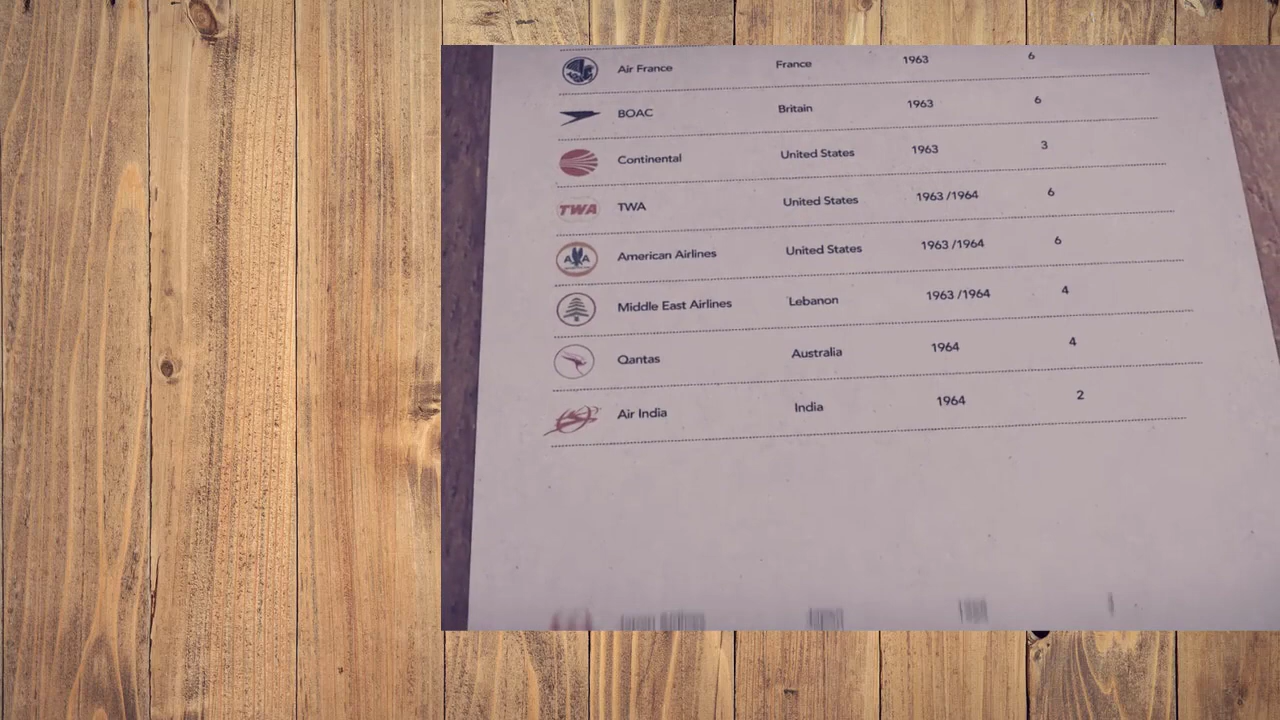 Air France France 1963 6
BOAC Britain 1963 6
Continental United States 1963 3
TWA TWA United States 1963 /1964 6
AA American Airlines United States 1963 /1964 6
Middle East Airlines Lebanon 1963 /1964 4
Qantas Australia 1964 4
Air India India 1964 2